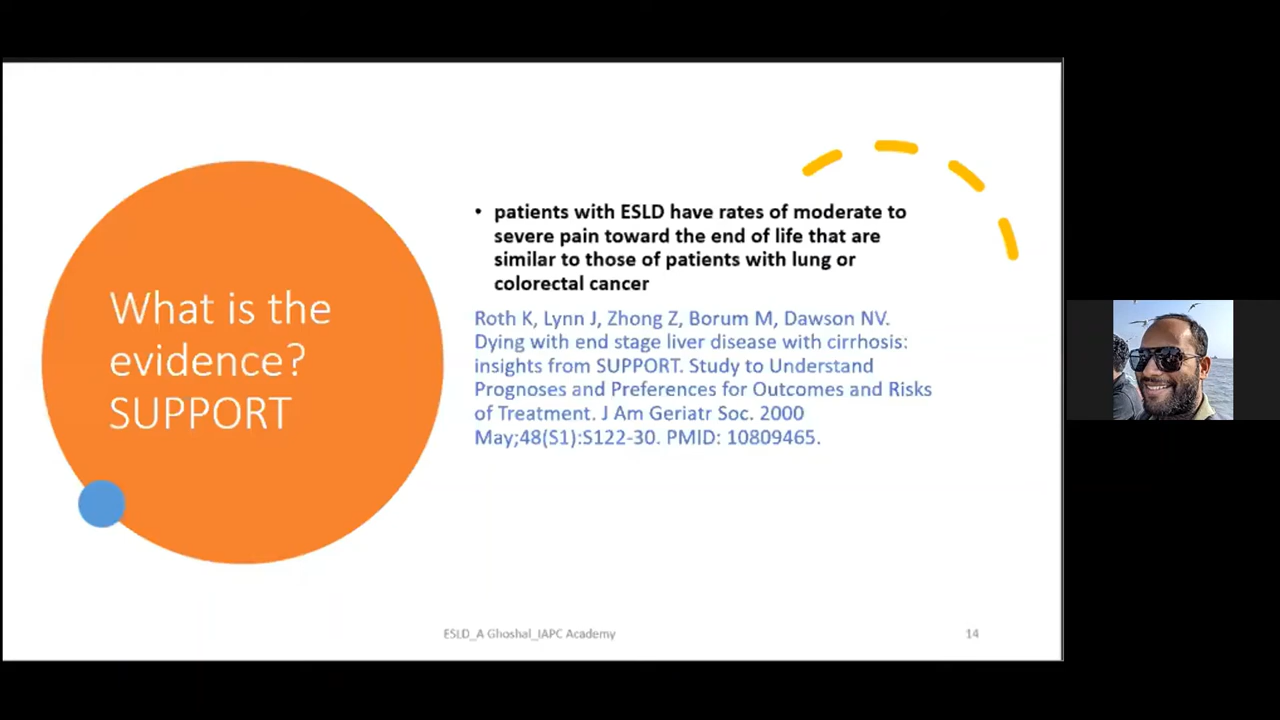 What is the
evidence?
SUPPORT
• patients with ESLD have rates of moderate to
severe pain toward the end of life that are
similar to those of patients with lung or
colorectal cancer
Roth K, Lynn J, Zhong Z, Borum M, Dawson NV.
Dying with end stage liver disease with cirrhosis:
insights from SUPPORT. Study to Understand
Prognoses and Preferences for Outcomes and Risks
of Treatment. J Am Geriatr Soc. 2000
May;48(S1):S122-30. PMID: 10809465.
ESLD_A Ghoshal_IAPC Academy
14